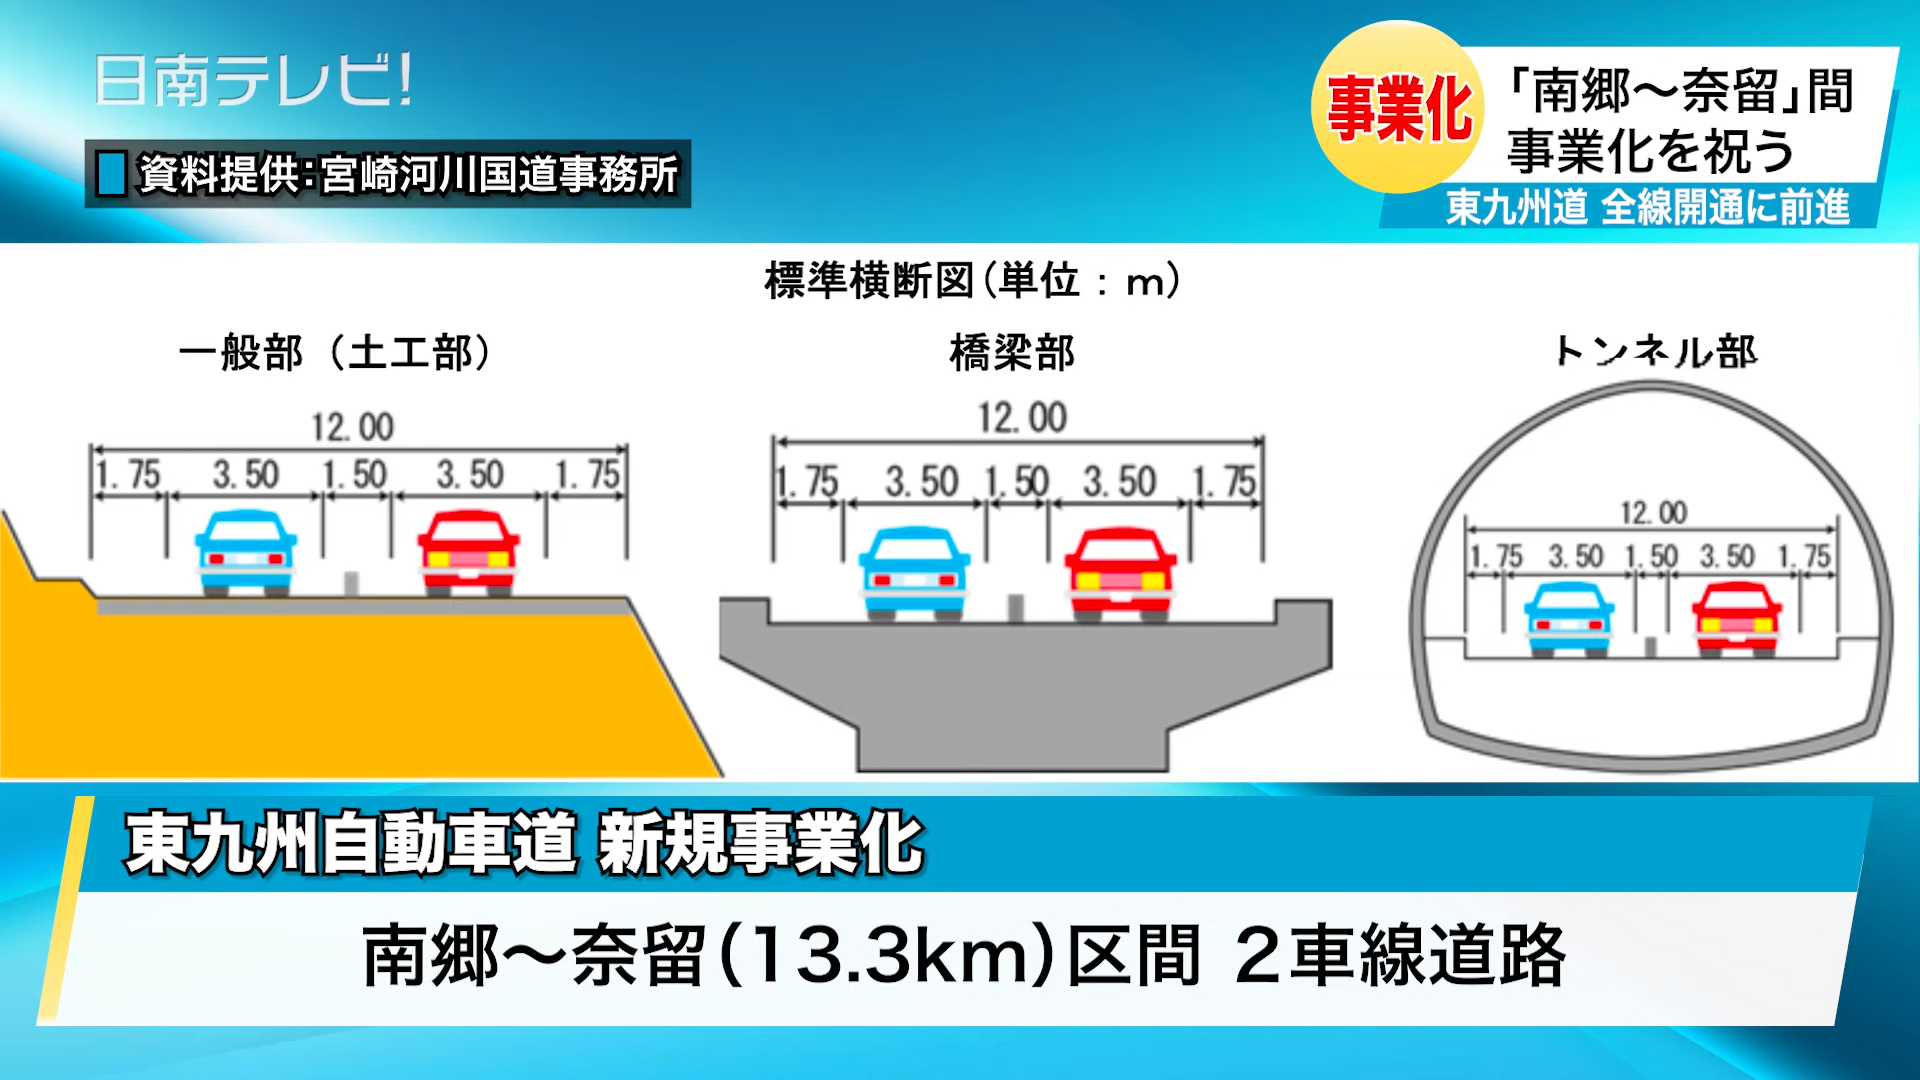 日南テレビ!
資料提供:宮崎河川国道事務所
事業化
「南郷～奈留」間
事業化を祝う
東九州道 全線開通に前進
標準横断図(単位：m)
一般部（土工部）
12.00
1.75 3.50 1.50 3.50 1.75
橋梁部
12.00
1.75 3.50 1.50 3.50 1.75
トンネル部
12.00
1.75 3.50 1.50 3.50 1.75
東九州自動車道 新規事業化
南郷～奈留(13.3km)区間 2車線道路